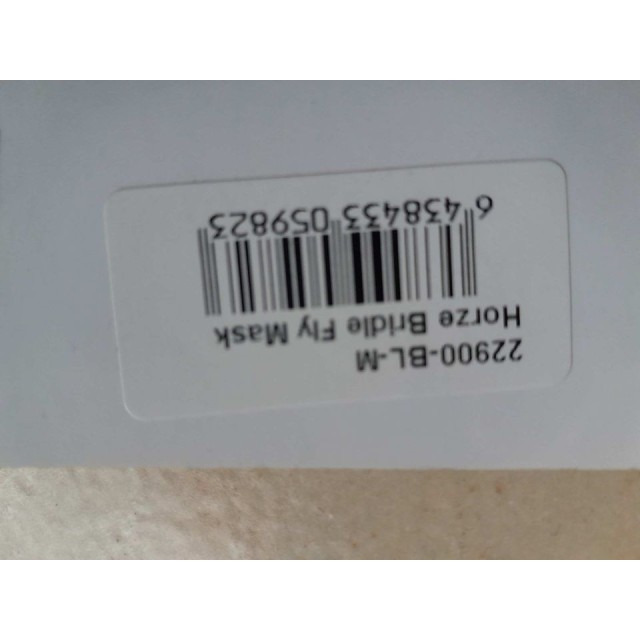 22900-BL-M
Horze Bridle Fly Mask
6 438433 059823